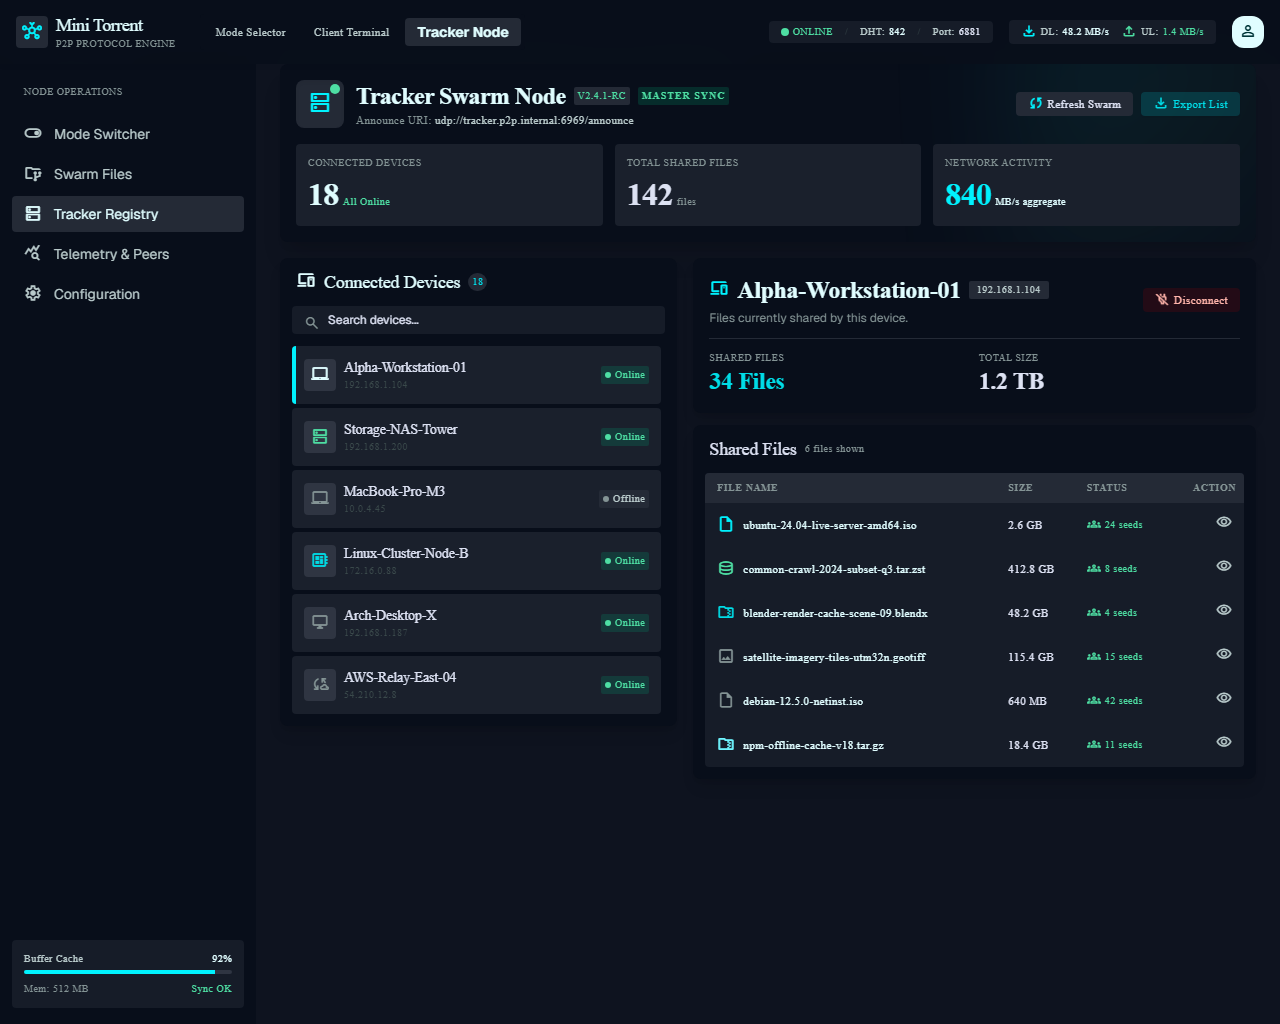 Mini Torrent
P2P PROTOCOL ENGINE
Mode Selector
Client Terminal
Tracker Node
ONLINE / DHT: 842 / Port: 6881
DL: 48.2 MB/s UL: 1.4 MB/s
NODE OPERATIONS
Mode Switcher
Swarm Files
Tracker Registry
Telemetry & Peers
Configuration
Buffer Cache 92%
Mem: 512 MB Sync OK
Tracker Swarm Node V2.4.1-RC MASTER SYNC
Announce URI: udp://tracker.p2p.internal:6969/announce
Refresh Swarm
Export List
CONNECTED DEVICES
18 All Online
TOTAL SHARED FILES
142 files
NETWORK ACTIVITY
840 MB/s aggregate
Connected Devices 18
Search devices...
Alpha-Workstation-01
192.168.1.104
Online
Storage-NAS-Tower
192.168.1.200
Online
MacBook-Pro-M3
10.0.4.45
Offline
Linux-Cluster-Node-B
172.16.0.88
Online
Arch-Desktop-X
192.168.1.187
Online
AWS-Relay-East-04
54.210.12.8
Online
Alpha-Workstation-01 192.168.1.104
Files currently shared by this device.
Disconnect
SHARED FILES
34 Files
TOTAL SIZE
1.2 TB
Shared Files 6 files shown
FILE NAME SIZE STATUS ACTION
ubuntu-24.04-live-server-amd64.iso 2.6 GB 24 seeds
common-crawl-2024-subset-q3.tar.zst 412.8 GB 8 seeds
blender-render-cache-scene-09.blendx 48.2 GB 4 seeds
satellite-imagery-tiles-utm32n.geotiff 115.4 GB 15 seeds
debian-12.5.0-netinst.iso 640 MB 42 seeds
npm-offline-cache-v18.tar.gz 18.4 GB 11 seeds